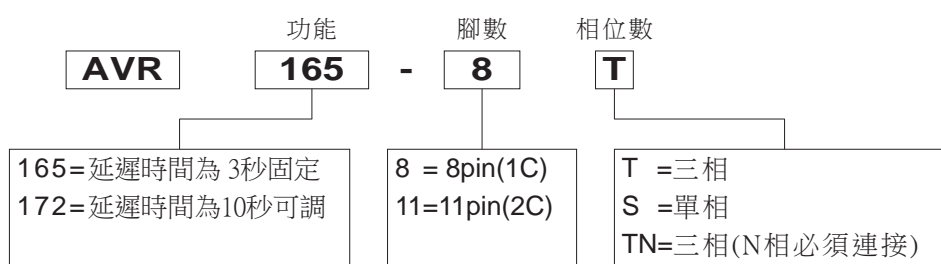 功能 腳數 相位數
AVR 165 - 8 T
165=延遲時間為 3秒固定
172=延遲時間為10秒可調
8 = 8pin(1C)
11=11pin(2C)
T =三相
S =單相
TN=三相(N相必須連接)